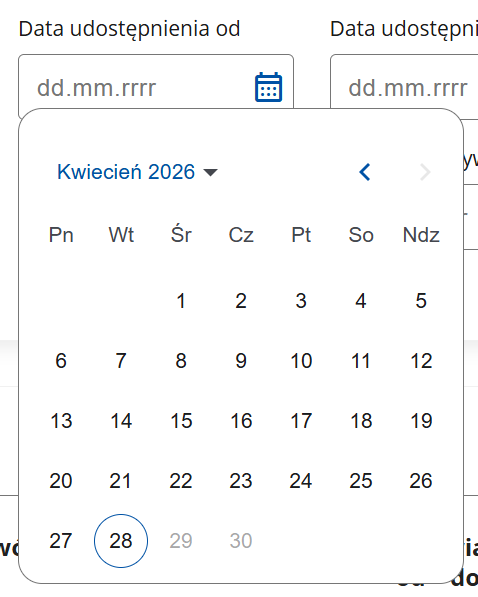 Data udostępnienia od
Data udostępni
dd.mm.rrrr
dd.mm.rrrr
Kwiecień 2026
Pn Wt Śr Cz Pt So Ndz
1 2 3 4 5
6 7 8 9 10 11 12
13 14 15 16 17 18 19
20 21 22 23 24 25 26
27 28 29 30